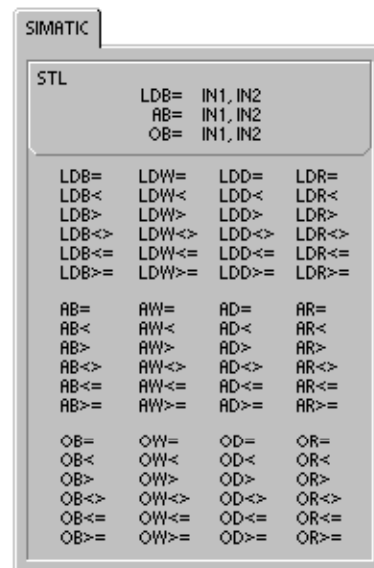 SIMATIC
STL
LDB= IN1, IN2
AB= IN1, IN2
OB= IN1, IN2
LDB= LDW= LDD= LDR=
LDB< LDW< LDD< LDR<
LDB> LDW> LDD> LDR>
LDB<> LDW<> LDD<> LDR<>
LDB<= LDW<= LDD<= LDR<=
LDB>= LDW>= LDD>= LDR>=
AB= AW= AD= AR=
AB< AW< AD< AR<
AB> AW> AD> AR>
AB<> AW<> AD<> AR<>
AB<= AW<= AD<= AR<=
AB>= AW>= AD>= AR>=
OB= OW= OD= OR=
OB< OW< OD< OR<
OB> OW> OD> OR>
OB<> OW<> OD<> OR<>
OB<= OW<= OD<= OR<=
OB>= OW>= OD>= OR>=